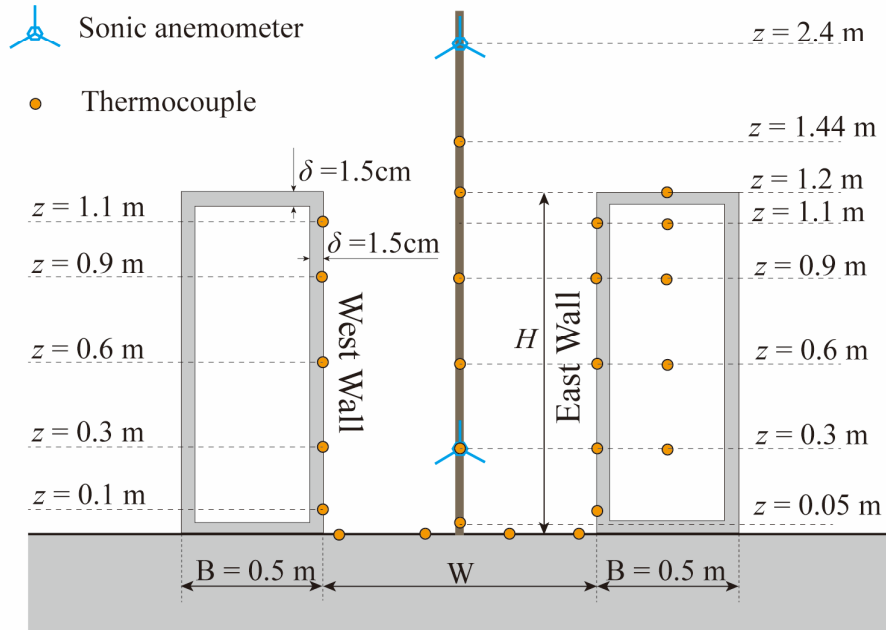 Sonic anemometer
Thermocouple
z = 2.4 m
z = 1.44 m
δ =1.5cm
z = 1.2 m
z = 1.1 m
z = 1.1 m
δ =1.5cm
z = 0.9 m
z = 0.9 m
West Wall
H
East Wall
z = 0.6 m
z = 0.6 m
z = 0.3 m
z = 0.3 m
z = 0.1 m
z = 0.05 m
B = 0.5 m
W
B = 0.5 m